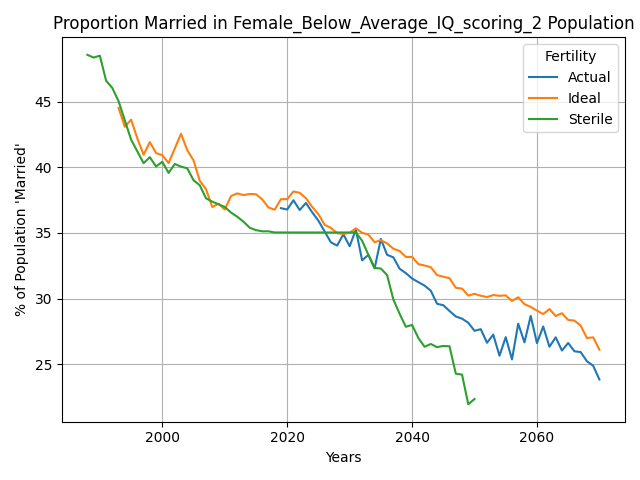 Proportion Married in Female_Below_Average_IQ_scoring_2 Population
Fertility
Actual
Ideal
Sterile
% of Population 'Married'
45
40
35
30
25
2000
2020
2040
2060
Years